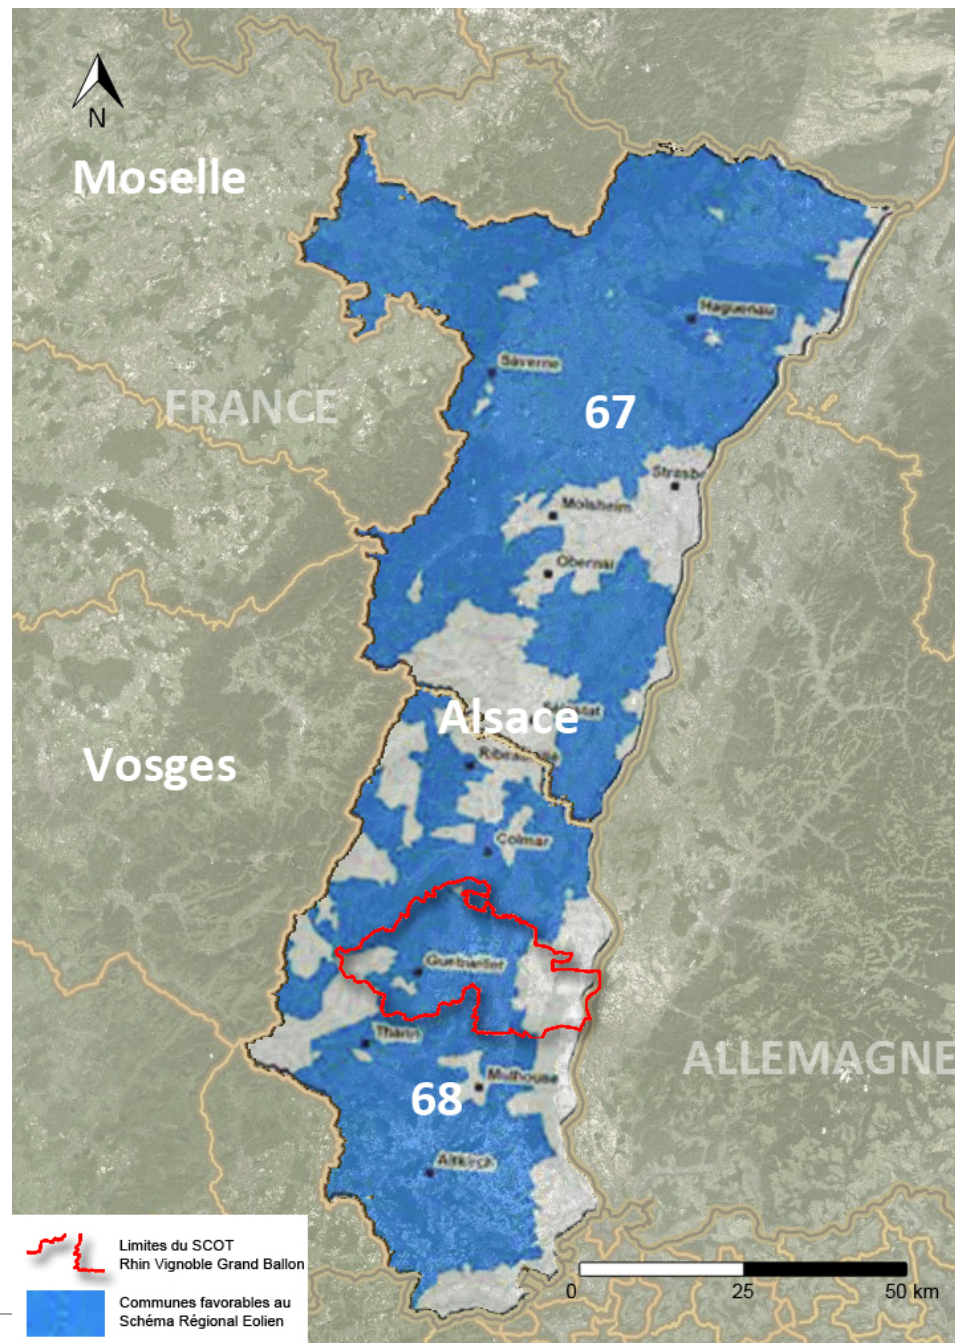 N
Moselle
Haguenau
Saverne
FRANCE
67
Strasb
Molsheim
Obernai
Alsace
Vosges
Colmar
Guebwiller
Thann
ALLEMAGNE
Mulhouse
68
Altkirch
Limites du SCOT
Rhin Vignoble Grand Ballon
0 25 50 km
Communes favorables au
Schéma Régional Eolien